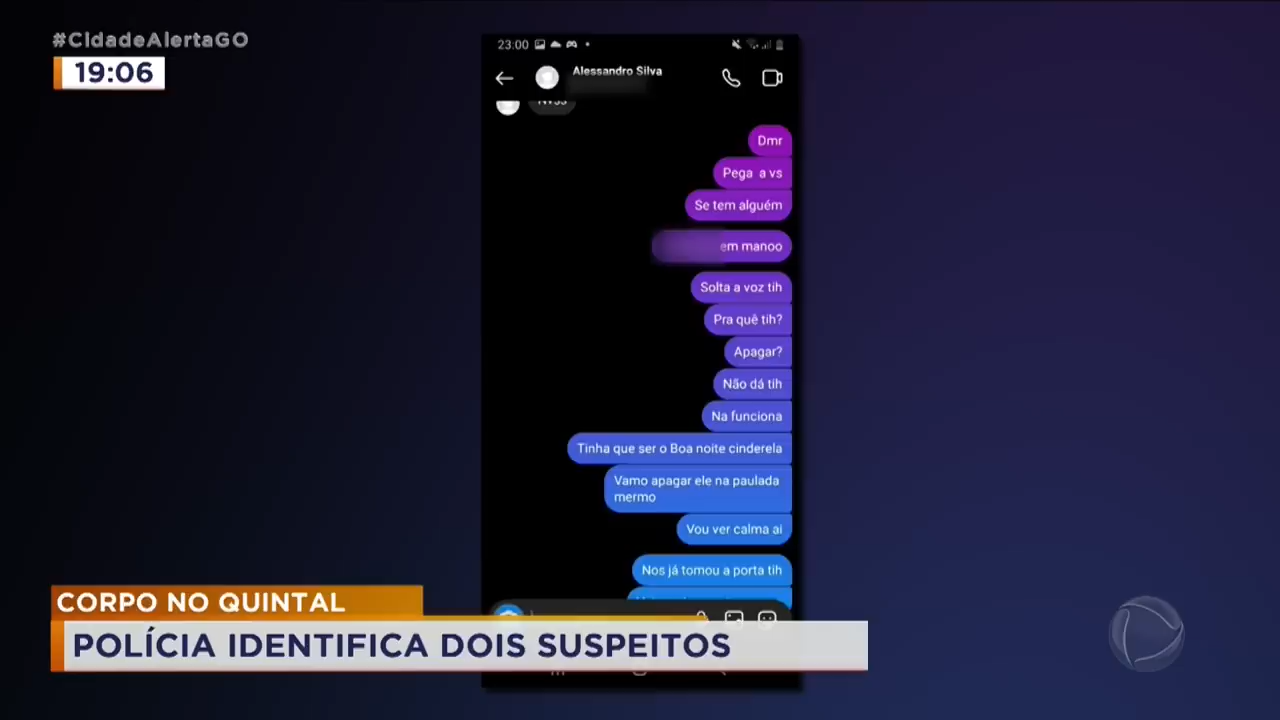 #CidadeAlertaGO
19:06
23:00
Alessandro Silva
Dmr
Pega a vs
Se tem alguém
em manoo
Solta a voz tih
Pra quê tih?
Apagar?
Não dá tih
Na funciona
Tinha que ser o Boa noite cinderela
Vamo apagar ele na paulada
mermo
Vou ver calma ai
Nos já tomou a porta tih
CORPO NO QUINTAL
POLÍCIA IDENTIFICA DOIS SUSPEITOS